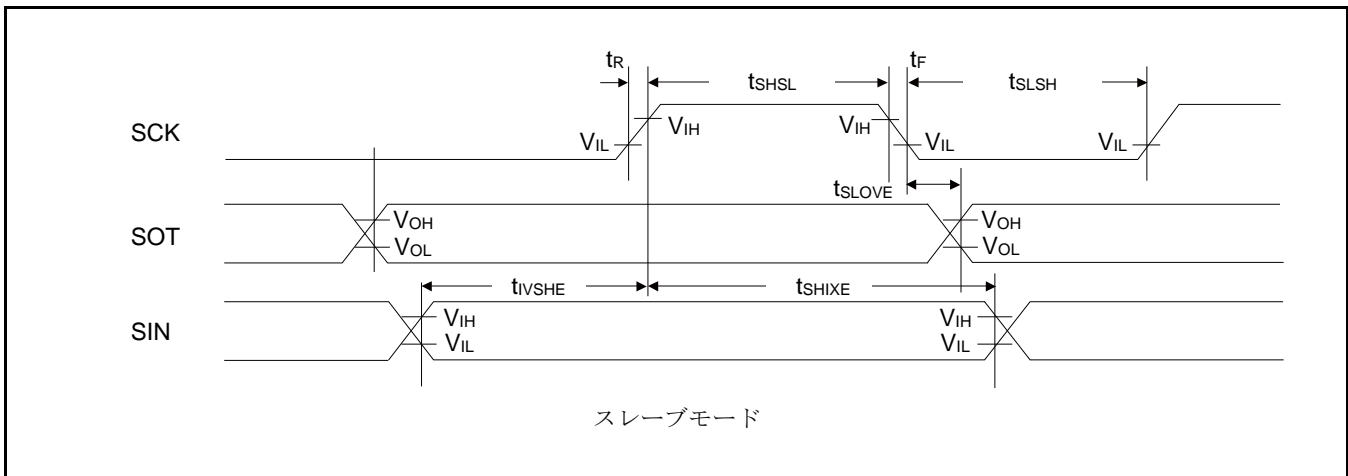 tR tSHSL tF tSLSH
SCK VIL VIH VIH VIL VIL
tSLOVE
SOT VOH VOL VOH VOL
tIVSHE tSHIXE
SIN VIH VIL VIH VIL
スレーブモード